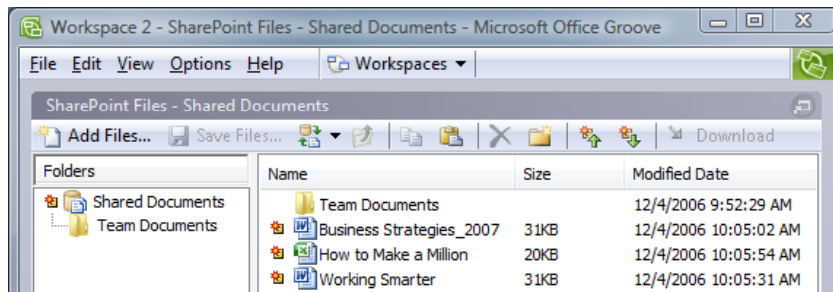 Workspace 2 - SharePoint Files - Shared Documents - Microsoft Office Groove
File Edit View Options Help Workspaces
SharePoint Files - Shared Documents
Add Files... Save Files... Download
Folders Name Size Modified Date
Shared Documents Team Documents 12/4/2006 9:52:29 AM
Team Documents Business Strategies_2007 31KB 12/4/2006 10:05:02 AM
How to Make a Million 20KB 12/4/2006 10:05:54 AM
Working Smarter 31KB 12/4/2006 10:05:31 AM